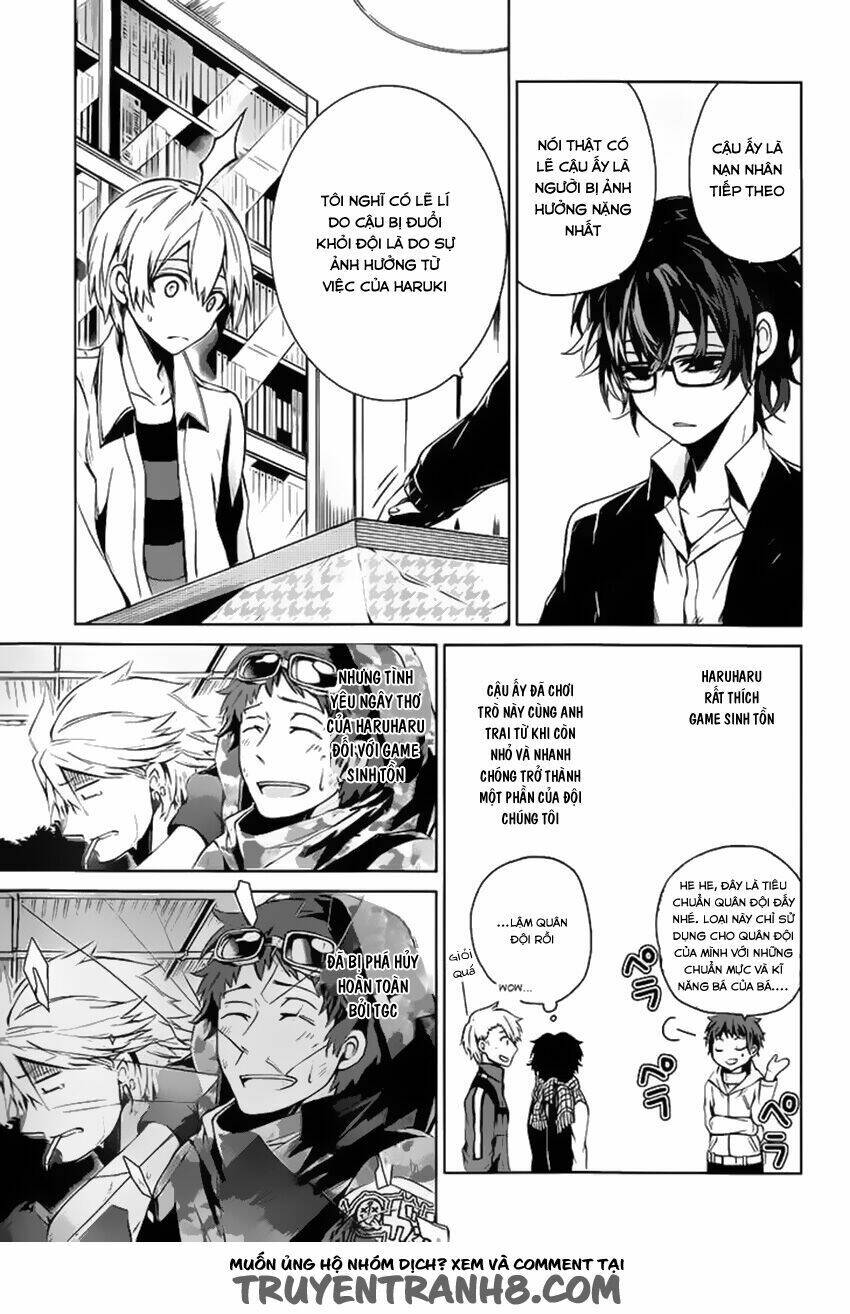 CẬU ẤY LÀ
NẠN NHÂN
TIẾP THEO
NÓI THẬT CÓ
LẼ CẬU ẤY LÀ
NGƯỜI BỊ ẢNH
HƯỞNG NẶNG
NHẤT
TÔI NGHĨ CÓ LẼ LÍ
DO CẬU BỊ ĐUỔI
KHỎI ĐỘI LÀ DO SỰ
ẢNH HƯỞNG TỪ
VIỆC CỦA HARUKI
HARUHARU
RẤT THÍCH
GAME SINH TỒN
CẬU ẤY ĐÃ CHƠI
TRÒ NÀY CÙNG ANH
TRAI TỪ KHI CÒN
NHỎ VÀ NHANH
CHÓNG TRỞ THÀNH
MỘT PHẦN CỦA ĐỘI
CHÚNG TÔI
HE HE, ĐÂY LÀ TIÊU
CHUẨN QUÂN ĐỘI ĐẤY
NHÉ. LOẠI NÀY CHỈ SỬ
DỤNG CHO QUÂN ĐỘI
CỦA MÌNH VỚI NHỮNG
CHUẨN MỰC VÀ KĨ
NĂNG BÁ CỦA BÁ....
...LẬM QUÂN
ĐỘI RỒI
GIỎI
QUÁ
WOW...
ペラ
ペラ
ペラ
NHƯNG TÌNH
YÊU NGÂY THƠ
CỦA HARUHARU
ĐỐI VỚI GAME
SINH TỒN
ĐÃ BỊ PHÁ HỦY
HOÀN TOÀN
BỞI TGC
MUỐN ỦNG HỘ NHÓM DỊCH? XEM VÀ COMMENT TẠI
TRUYENTRANH8.COM